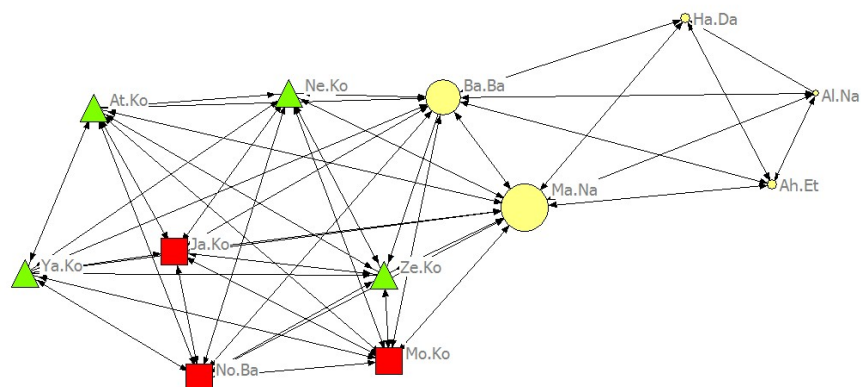 Ha.Da
Al.Na
Ba.Ba
Ne.Ko
At.Ko
Ma.Na
Ah.Et
Ja.Ko
Ya.Ko
Ze.Ko
Mo.Ko
No.Ba